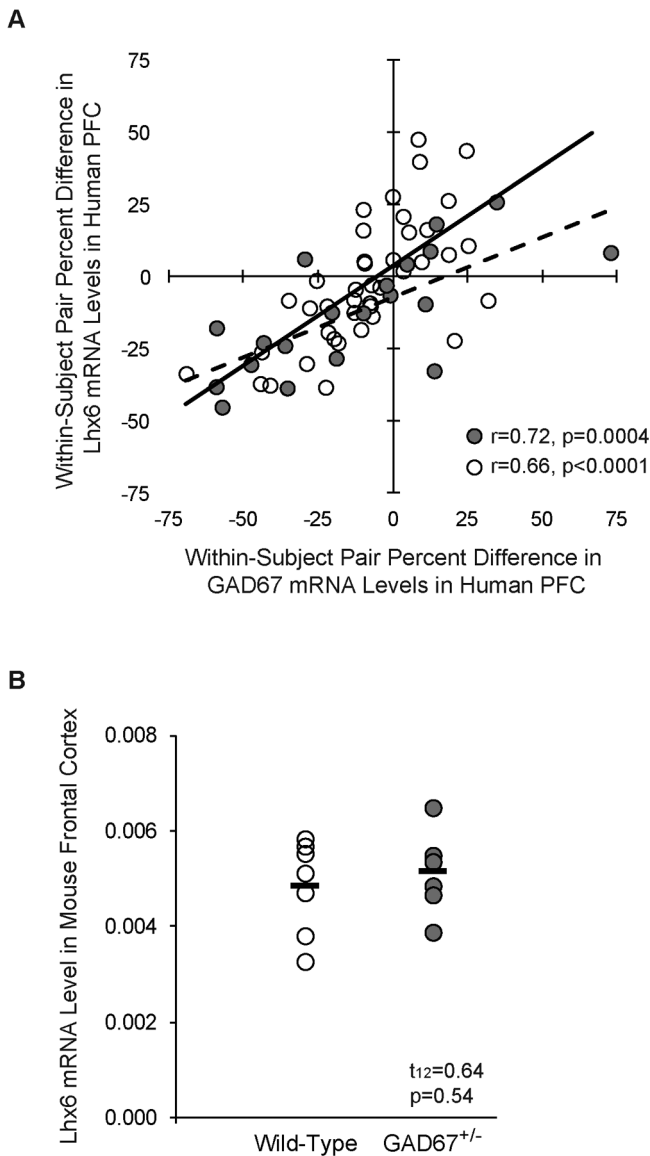 A
Within-Subject Pair Percent Difference in
Lhx6 mRNA Levels in Human PFC
75
50
25
0
-25
-50
-75
r=0.72, p=0.0004
r=0.66, p<0.0001
-75 -50 -25 0 25 50 75
Within-Subject Pair Percent Difference in
GAD67 mRNA Levels in Human PFC
B
Lhx6 mRNA Level in Mouse Frontal Cortex
0.008
0.006
0.004
0.002
0.000
t12=0.64
p=0.54
Wild-Type GAD67+/-